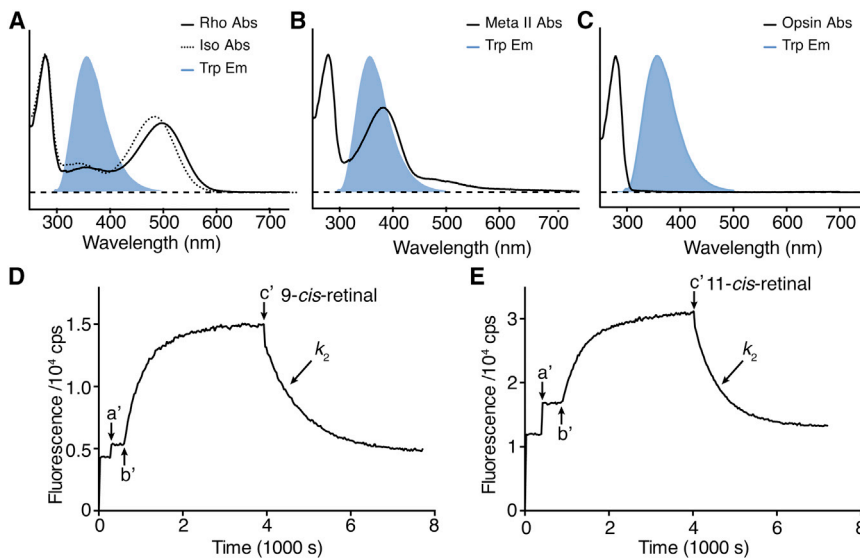 A
Rho Abs
Iso Abs
Trp Em
300 400 500 600 700
Wavelength (nm)
B
Meta II Abs
Trp Em
300 400 500 600 700
Wavelength (nm)
C
Opsin Abs
Trp Em
300 400 500 600 700
Wavelength (nm)
D
c' 9-cis-retinal
1.5
k2
1.0
a'
0.5
b'
0
0 2 4 6 8
Fluorescence /10⁴ cps
Time (1000 s)
E
c' 11-cis-retinal
3
k2
2
a'
b'
1
0
0 2 4 6 8
Fluorescence /10⁴ cps
Time (1000 s)